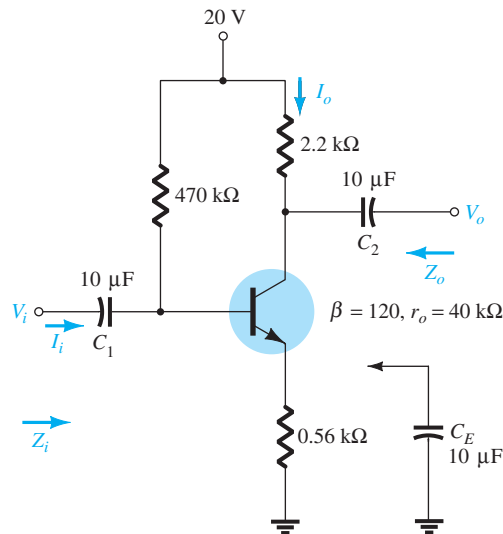 20 V
I_o
2.2 kΩ
470 kΩ
10 μF
V_o
C_2
Z_o
10 μF
V_i
I_i
C_1
β = 120, r_o = 40 kΩ
Z_i
0.56 kΩ
C_E
10 μF